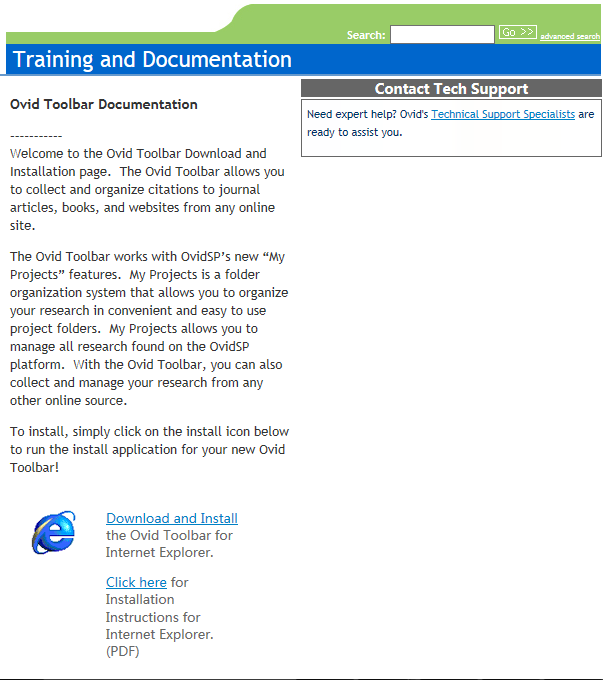 Search:
Go >>
advanced search
Training and Documentation
Ovid Toolbar Documentation
-----------
Welcome to the Ovid Toolbar Download and
Installation page.  The Ovid Toolbar allows you
to collect and organize citations to journal
articles, books, and websites from any online
site.
The Ovid Toolbar works with OvidSP’s new “My
Projects” features.  My Projects is a folder
organization system that allows you to organize
your research in convenient and easy to use
project folders.  My Projects allows you to
manage all research found on the OvidSP
platform.  With the Ovid Toolbar, you can also
collect and manage your research from any
other online source.
To install, simply click on the install icon below
to run the install application for your new Ovid
Toolbar!
Download and Install
the Ovid Toolbar for
Internet Explorer.
Click here for
Installation
Instructions for
Internet Explorer.
(PDF)
Contact Tech Support
Need expert help? Ovid's Technical Support Specialists are
ready to assist you.